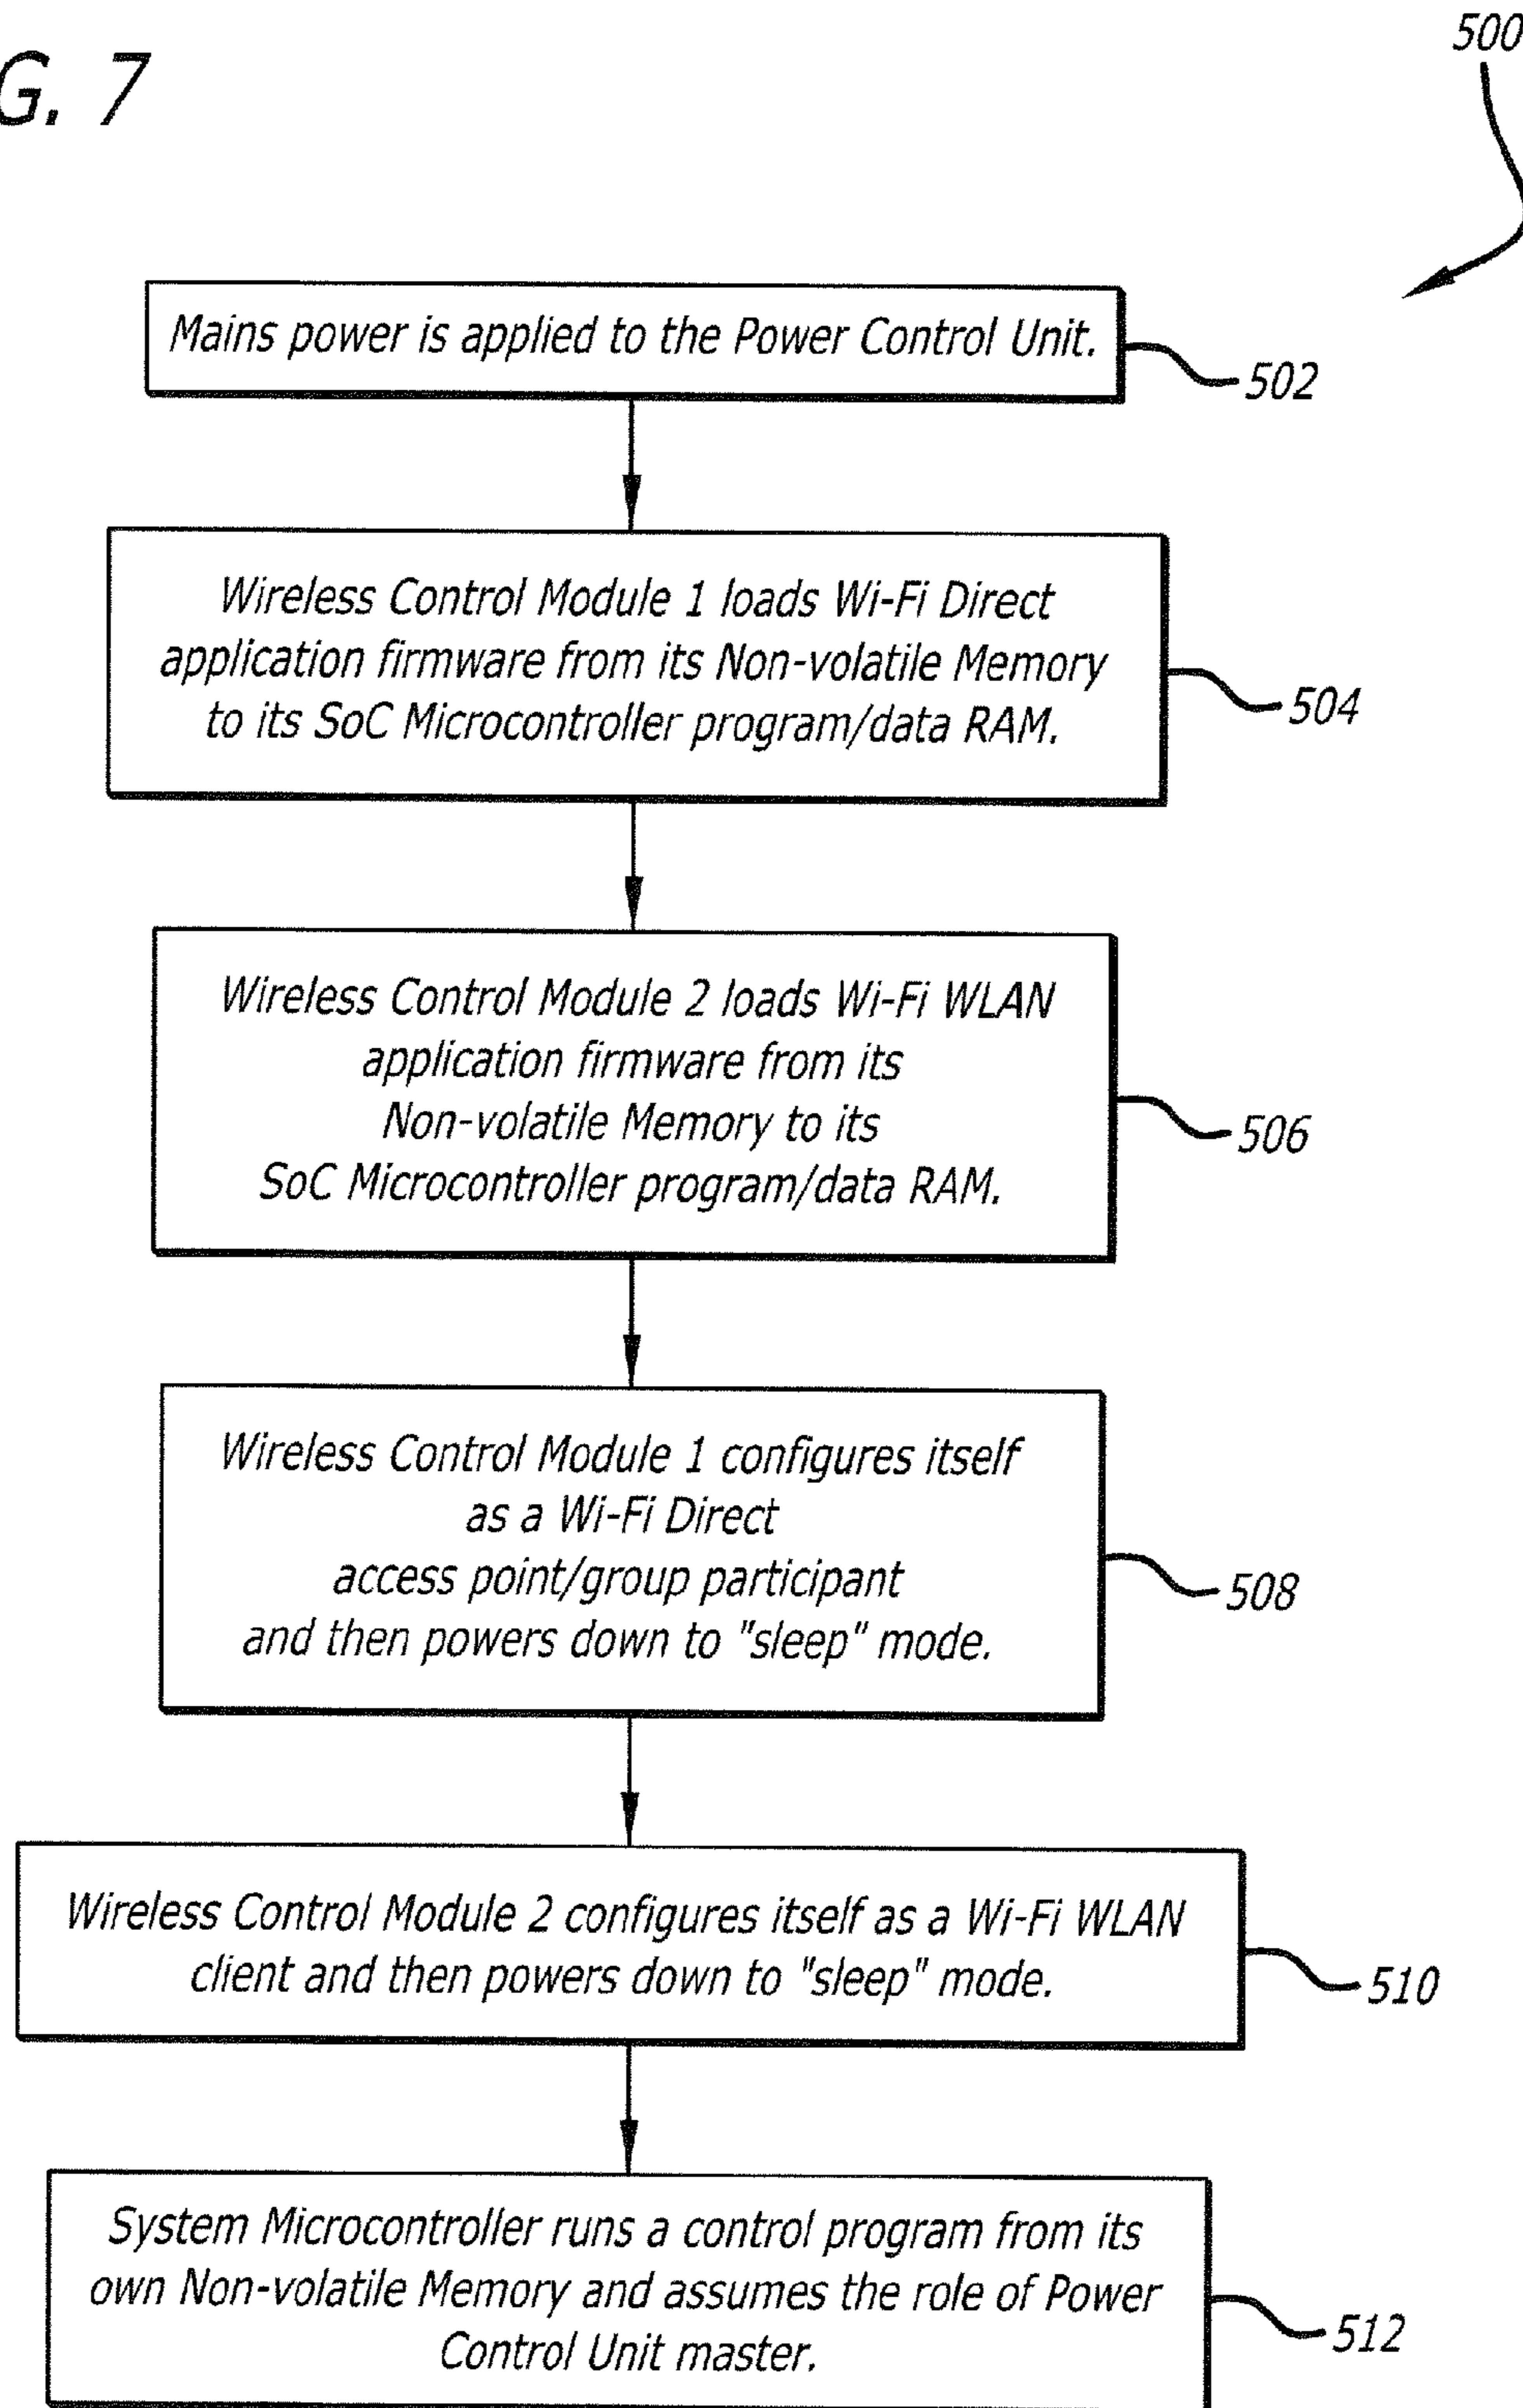 G. 7
500
Mains power is applied to the Power Control Unit.
502
Wireless Control Module 1 loads Wi-Fi Direct
application firmware from its Non-volatile Memory
to its SoC Microcontroller program/data RAM.
504
Wireless Control Module 2 loads Wi-Fi WLAN
application firmware from its
Non-volatile Memory to its
SoC Microcontroller program/data RAM.
506
Wireless Control Module 1 configures itself
as a Wi-Fi Direct
access point/group participant
and then powers down to "sleep" mode.
508
Wireless Control Module 2 configures itself as a Wi-Fi WLAN
client and then powers down to "sleep" mode.
510
System Microcontroller runs a control program from its
own Non-volatile Memory and assumes the role of Power
Control Unit master.
512